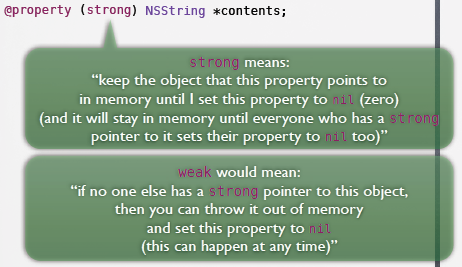 @property (strong) NSString *contents;
strong means:
“keep the object that this property points to
in memory until I set this property to nil (zero)
(and it will stay in memory until everyone who has a strong
pointer to it sets their property to nil too)”
weak would mean:
“if no one else has a strong pointer to this object,
then you can throw it out of memory
and set this property to nil
(this can happen at any time)”